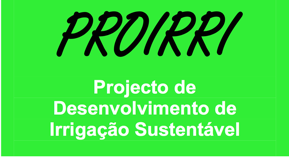 PROIRRI
Projecto de
Desenvolvimento de
Irrigação Sustentável